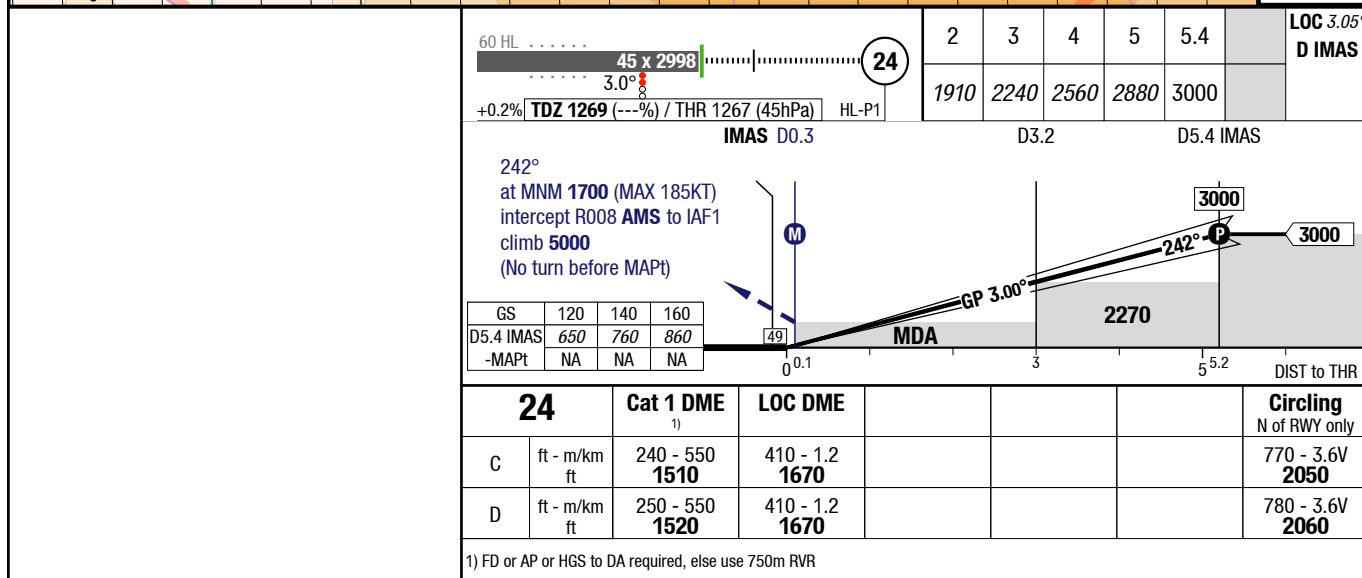 60 HL
45 x 2998
24
3.0°
+0.2% TDZ 1269 (---%) / THR 1267 (45hPa) HL-P1
2 3 4 5 5.4 LOC 3.05°
D IMAS
1910 2240 2560 2880 3000
IMAS D0.3 D3.2 D5.4 IMAS
242°
at MNM 1700 (MAX 185KT)
intercept R008 AMS to IAF1
climb 5000
(No turn before MAPt)
M
3000
P
3000
242°
GP 3.00°
2270
MDA
49
GS 120 140 160
D5.4 IMAS 650 760 860
-MAPt NA NA NA
0 0.1 3 5 5.2 DIST to THR
24 Cat 1 DME 1) LOC DME Circling
N of RWY only
C ft - m/km 240 - 550 410 - 1.2 770 - 3.6V
ft 1510 1670 2050
D ft - m/km 250 - 550 410 - 1.2 780 - 3.6V
ft 1520 1670 2060
1) FD or AP or HGS to DA required, else use 750m RVR